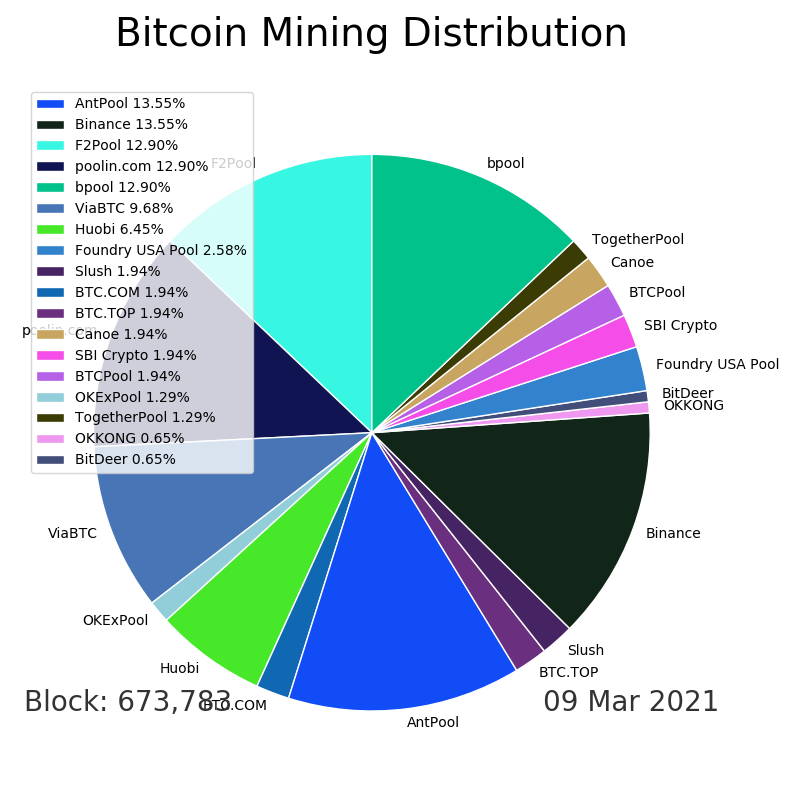 Bitcoin Mining Distribution
AntPool 13.55%
Binance 13.55%
F2Pool 12.90%
poolin.com 12.90%
bpool 12.90%
ViaBTC 9.68%
Huobi 6.45%
Foundry USA Pool 2.58%
Slush 1.94%
BTC.COM 1.94%
BTC.TOP 1.94%
Canoe 1.94%
SBI Crypto 1.94%
BTCPool 1.94%
OKExPool 1.29%
TogetherPool 1.29%
OKKONG 0.65%
BitDeer 0.65%
F2Pool
bpool
TogetherPool
Canoe
BTCPool
SBI Crypto
poolin.com
Foundry USA Pool
BitDeer
OKKONG
ViaBTC
Binance
OKExPool
Slush
Huobi
BTC.TOP
Block: 673,783
BTC.COM
09 Mar 2021
AntPool